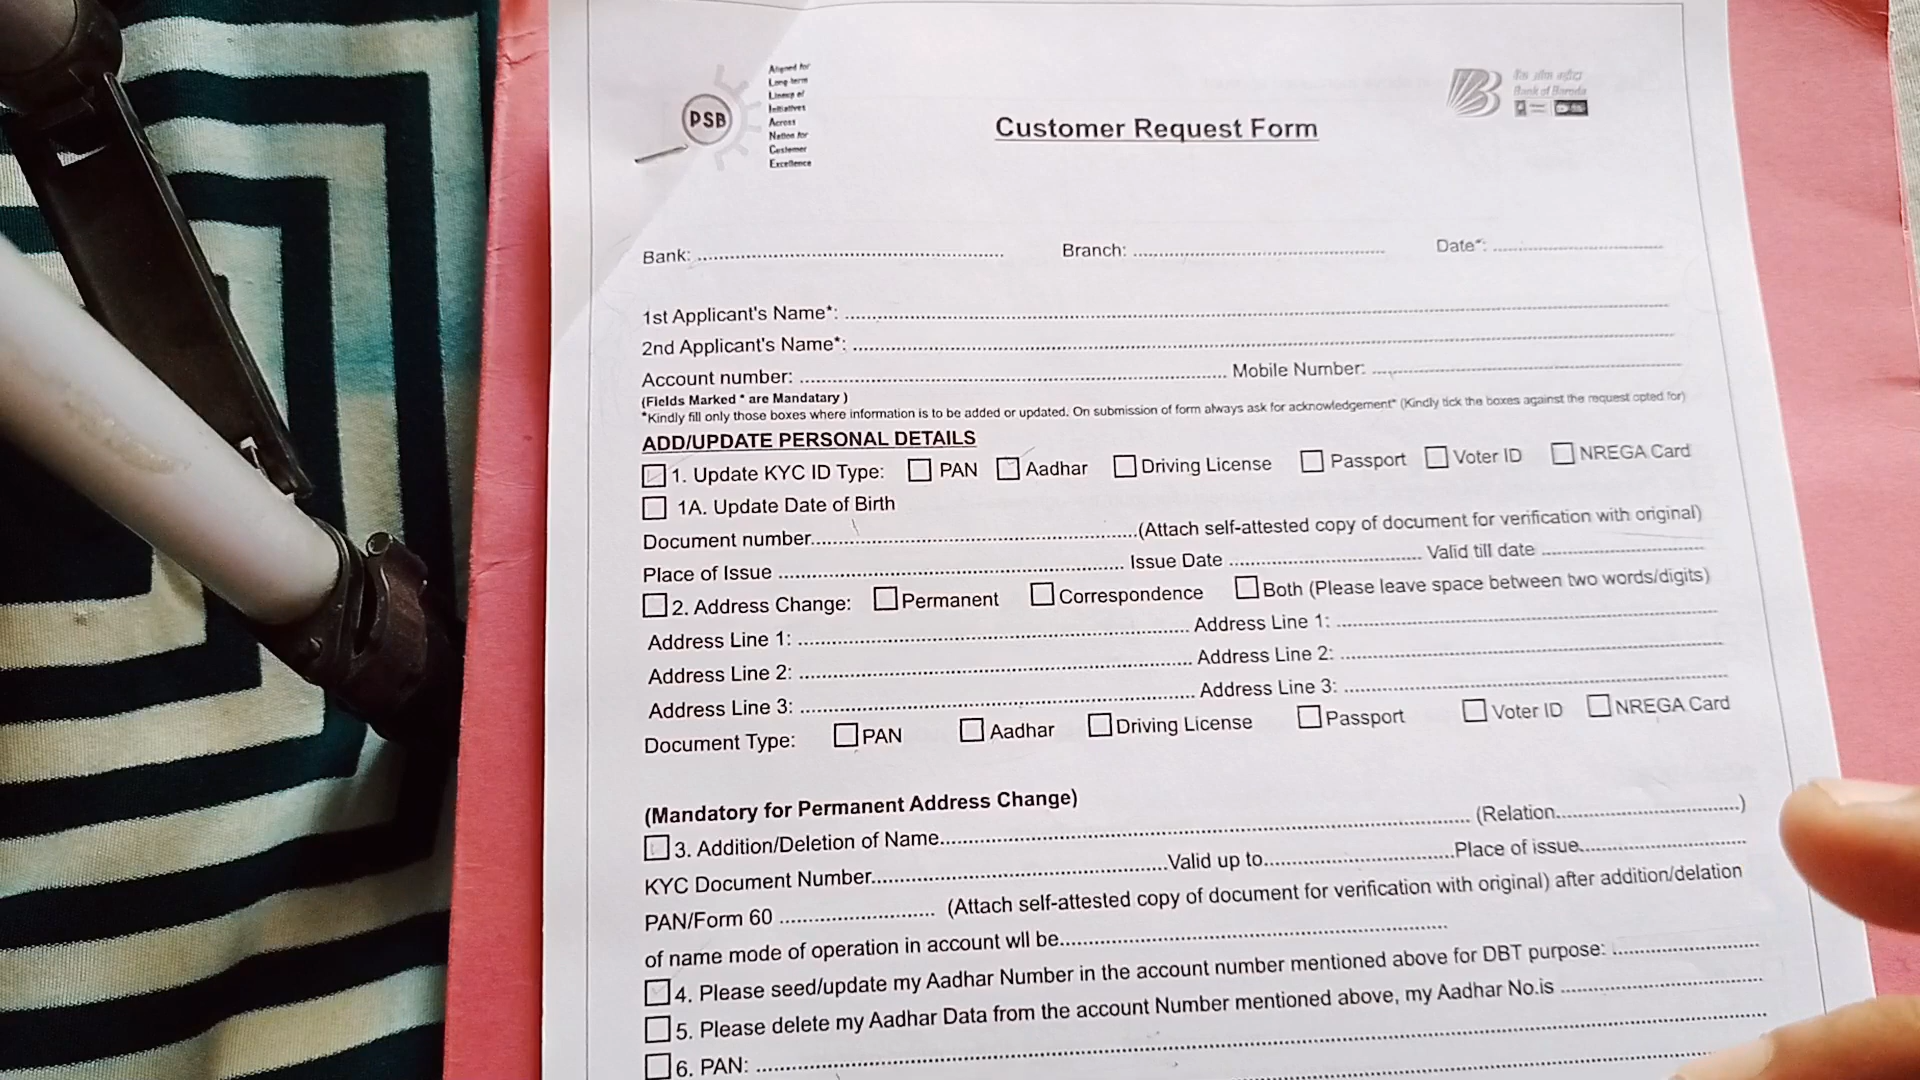 PSB
Aligned for
Long-term
Lineup of
Initiatives
Across
Nation for
Customer
Excellence
Customer Request Form
Bank of Baroda
Bank: ........................ Branch: ........................ Date*: ........................
1st Applicant's Name*: ........................
2nd Applicant's Name*: ........................
Account number: ........................ Mobile Number: ........................
(Fields Marked * are Mandatary )
*Kindly fill only those boxes where information is to be added or updated. On submission of form always ask for acknowledgement* (Kindly tick the boxes against the request opted for)
ADD/UPDATE PERSONAL DETAILS
1. Update KYC ID Type: PAN Aadhar Driving License Passport Voter ID NREGA Card
1A. Update Date of Birth
Document number........................(Attach self-attested copy of document for verification with original)
Place of Issue ........................ Issue Date ........................ Valid till date ........................
2. Address Change: Permanent Correspondence Both (Please leave space between two words/digits)
Address Line 1: ........................ Address Line 1: ........................
Address Line 2: ........................ Address Line 2: ........................
Address Line 3: ........................ Address Line 3: ........................
Document Type: PAN Aadhar Driving License Passport Voter ID NREGA Card
(Mandatory for Permanent Address Change)
3. Addition/Deletion of Name........................ (Relation........................)
KYC Document Number........................Valid up to........................Place of issue........................
PAN/Form 60 ........................ (Attach self-attested copy of document for verification with original) after addition/delation
of name mode of operation in account wll be........................
4. Please seed/update my Aadhar Number in the account number mentioned above for DBT purpose: ........................
5. Please delete my Aadhar Data from the account Number mentioned above, my Aadhar No.is ........................
6. PAN: ........................